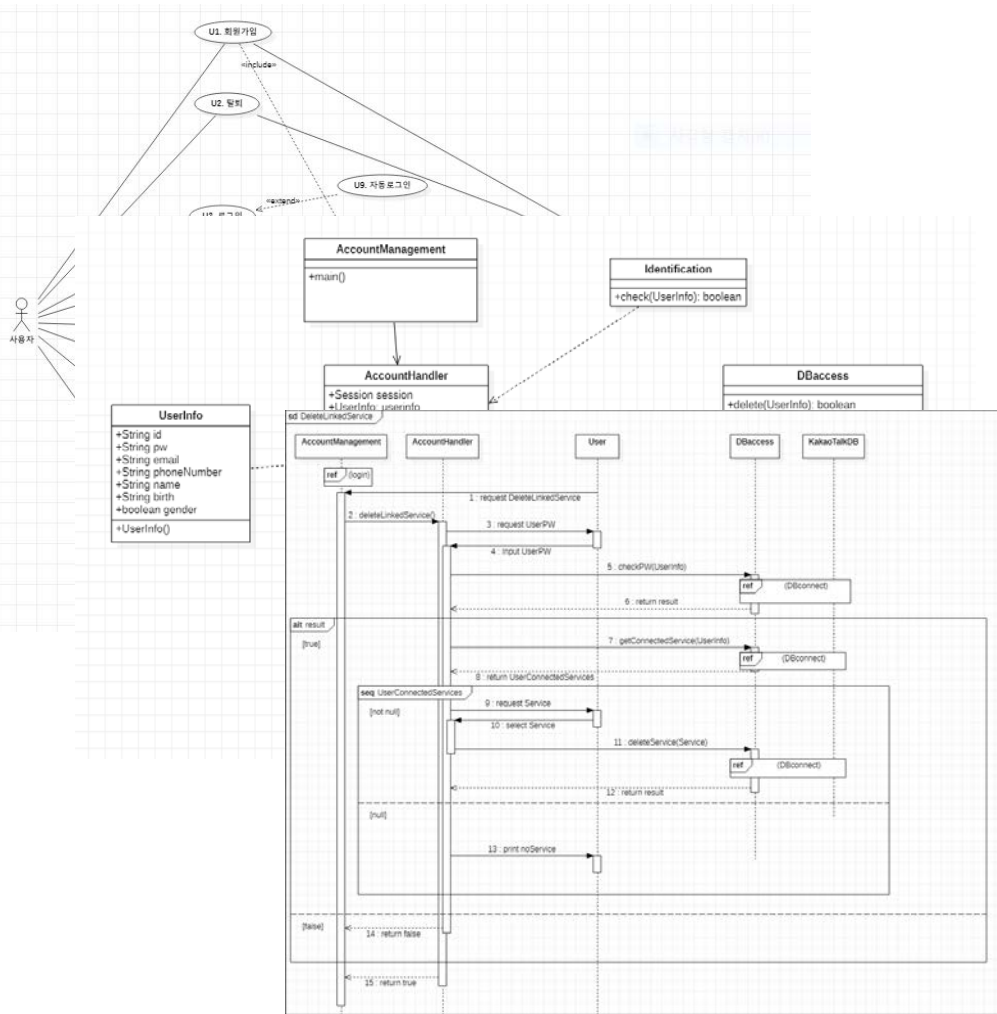 U1. 회원가입
«include»
U2. 탈퇴
U9. 자동로그인
«extend»
사용자
AccountManagement
+main()
Identification
+check(UserInfo): boolean
AccountHandler
+Session session
+UserInfo: userinfo
DBaccess
+delete(UserInfo): boolean
UserInfo
+String id
+String pw
+String email
+String phoneNumber
+String name
+String birth
+boolean gender
+UserInfo()
sd DeleteLinkedService
AccountManagement
AccountHandler
User
DBaccess
KakaoTalkDB
ref (login)
1 : request DeleteLinkedService
2 : deleteLinkedService()
3 : request UserPW
4 : Input UserPW
5 : checkPW(UserInfo)
ref (DBconnect)
6 : return result
alt result
[true]
7 : getConnectedService(UserInfo)
ref (DBconnect)
8 : return UserConnectedServices
seq UserConnectedServices
[not null]
9 : request Service
10 : select Service
11 : deleteService(Service)
ref (DBconnect)
12 : return result
[null]
13 : print noService
[false]
14 : return false
15 : return true